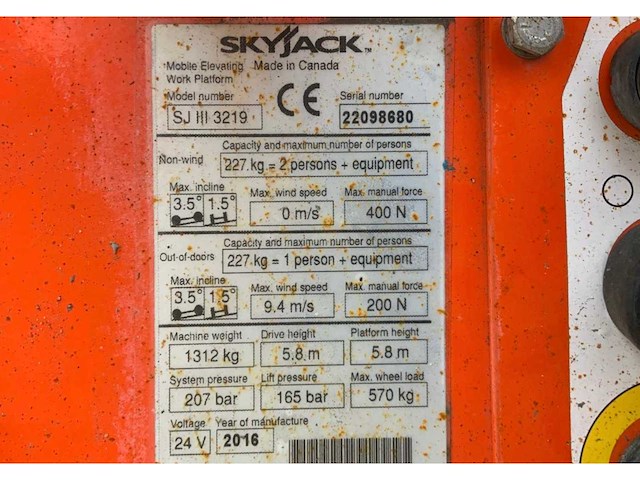 SKYJACK™
Mobile Elevating Made in Canada
Work Platform
Model number CE Serial number
SJ III 3219 22098680
Capacity and maximum number of persons
Non-wind 227 kg = 2 persons + equipment
Max. incline Max. wind speed Max. manual force
3.5° 1.5° 0 m/s 400 N
Capacity and maximum number of persons
Out-of-doors 227 kg = 1 person + equipment
Max. incline Max. wind speed Max. manual force
3.5° 1.5° 9.4 m/s 200 N
Machine weight Drive height Platform height
1312 kg 5.8 m 5.8 m
System pressure Lift pressure Max. wheel load
207 bar 165 bar 570 kg
Voltage Year of manufacture
24 V 2016